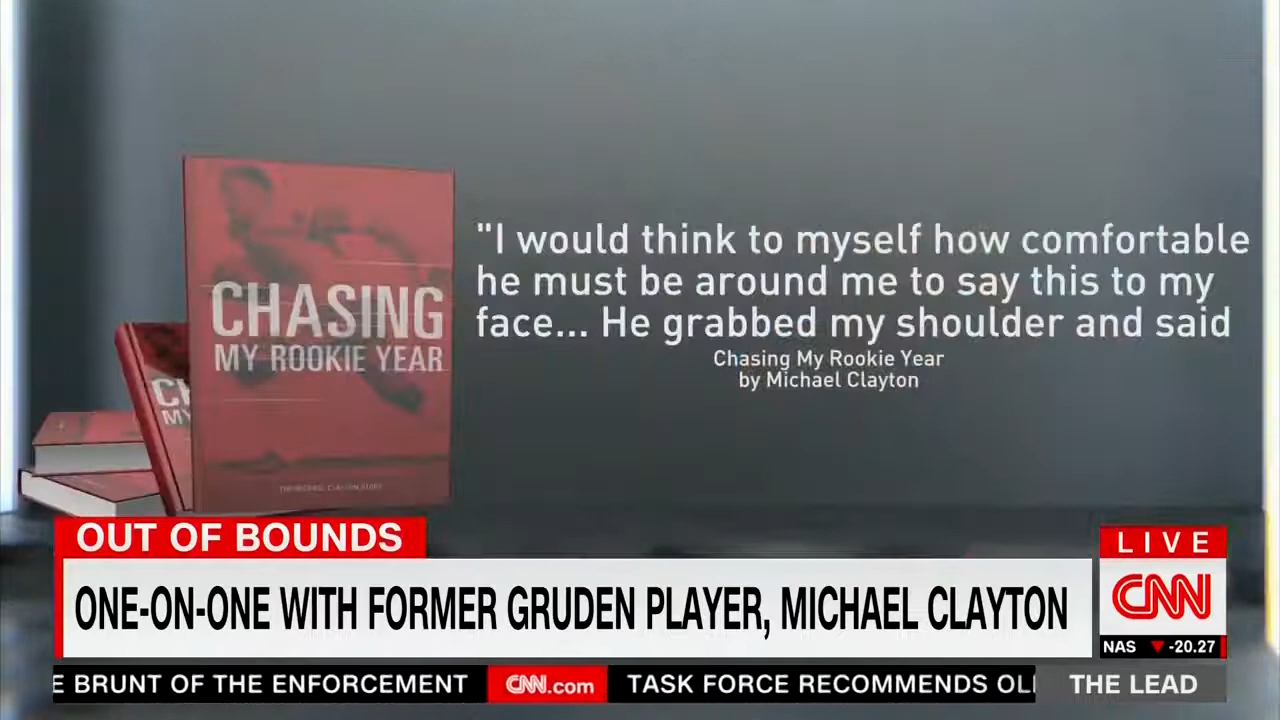 "I would think to myself how comfortable
he must be around me to say this to my
face... He grabbed my shoulder and said
Chasing My Rookie Year
by Michael Clayton
CHASING
MY ROOKIE YEAR
CH
MY
OUT OF BOUNDS
ONE-ON-ONE WITH FORMER GRUDEN PLAYER, MICHAEL CLAYTON
LIVE
CNN
NAS ▼ -20.27
E BRUNT OF THE ENFORCEMENT CNN.com TASK FORCE RECOMMENDS OL
THE LEAD